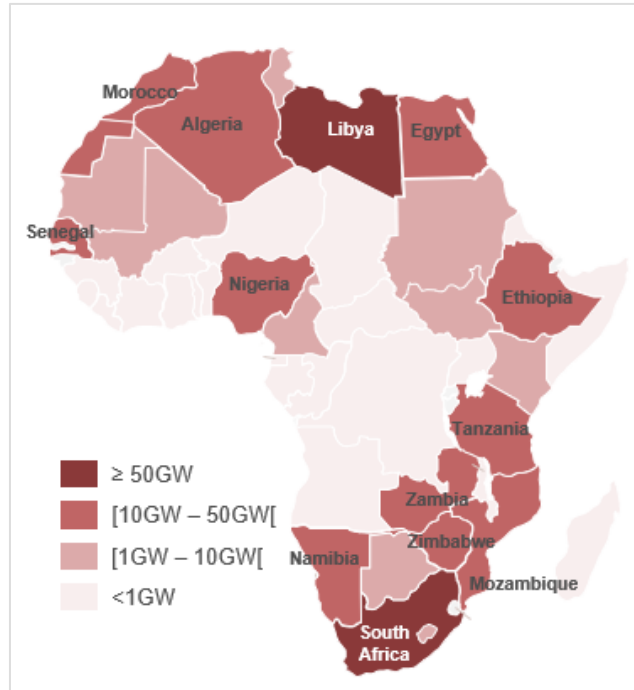 Morocco
Algeria
Libya
Egypt
Senegal
Nigeria
Ethiopia
Tanzania
Zambia
Zimbabwe
Namibia
Mozambique
South
Africa
≥ 50GW
[10GW – 50GW[
[1GW – 10GW[
<1GW